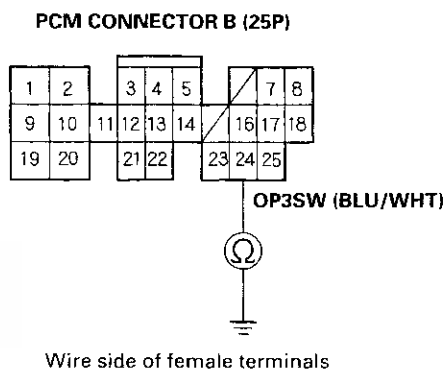 PCM CONNECTOR B (25P)
1 2 3 4 5 7 8
9 10 11 12 13 14 16 17 18
19 20 21 22 23 24 25
OP3SW (BLU/WHT)
Ω
Wire side of female terminals